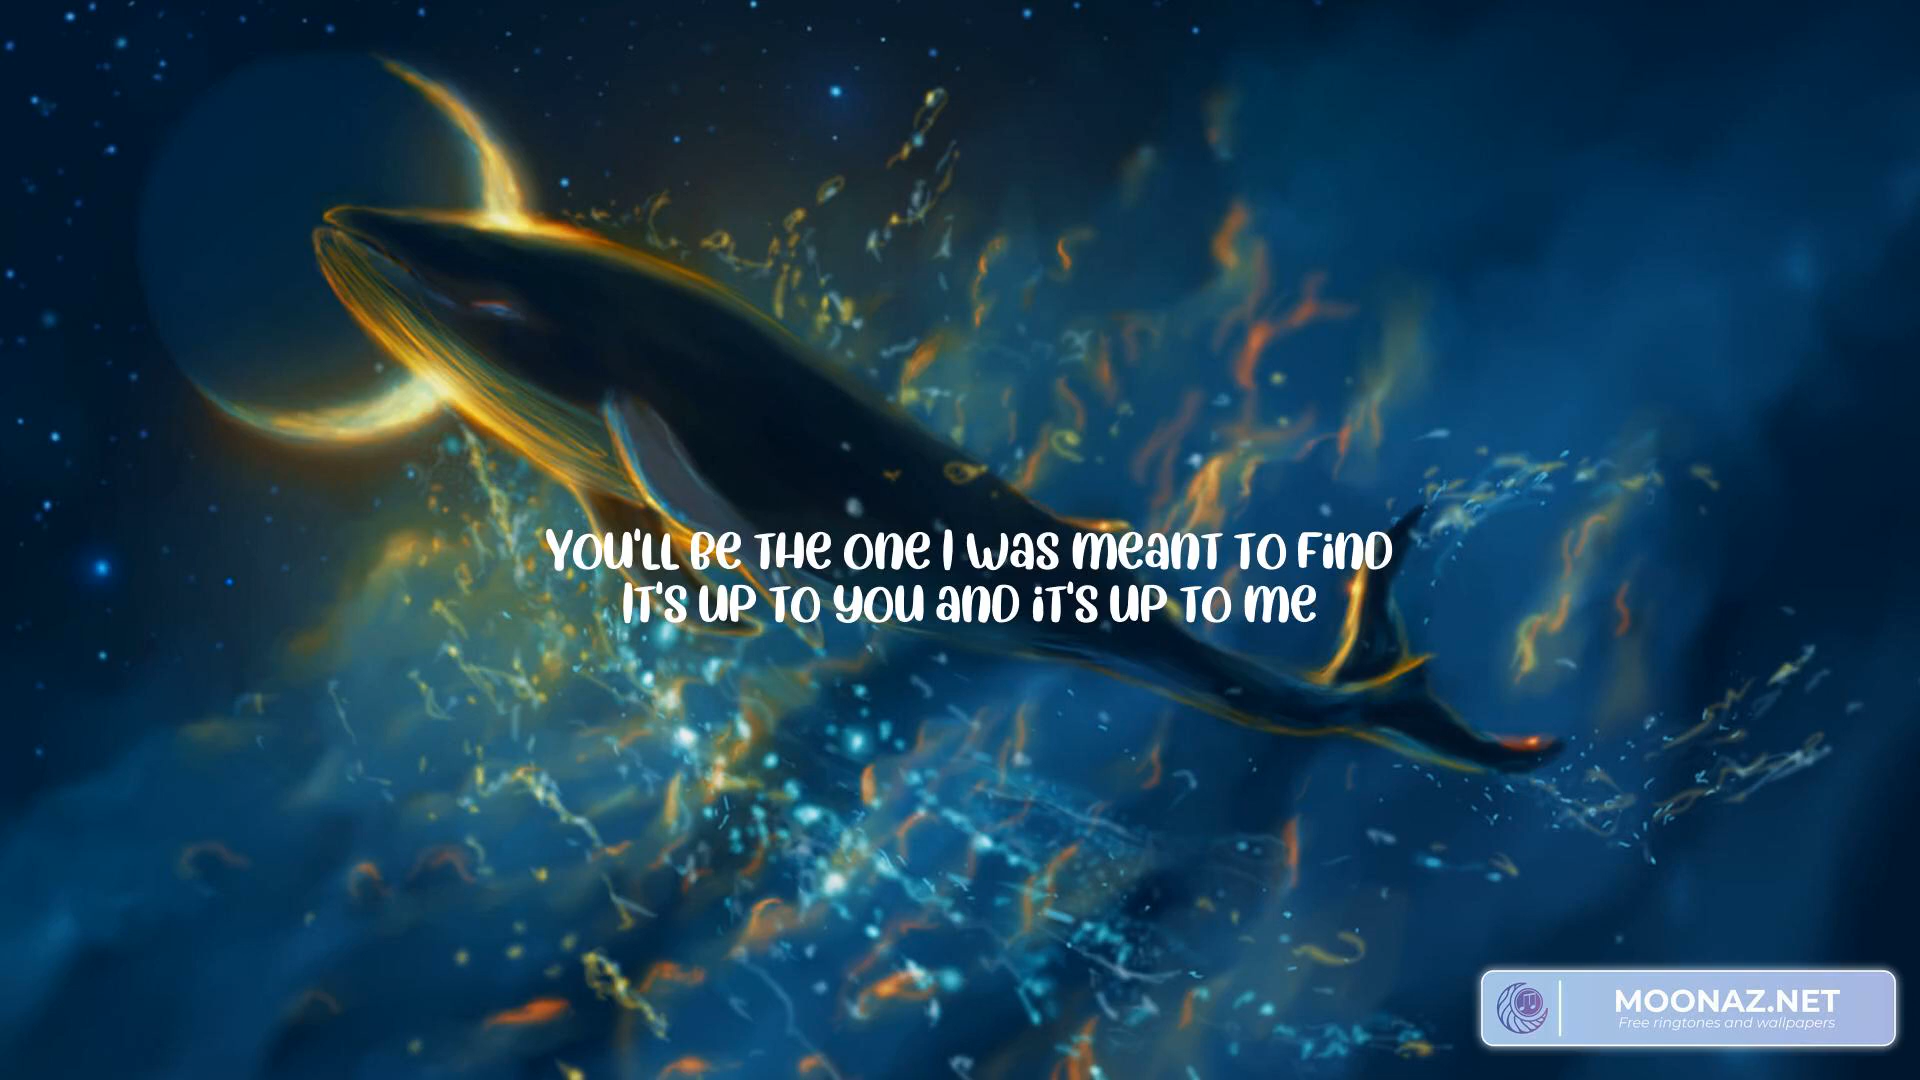 You'll be the one I was meant to find
It's up to you and it's up to me
MOONAZ.NET
Free ringtones and wallpapers